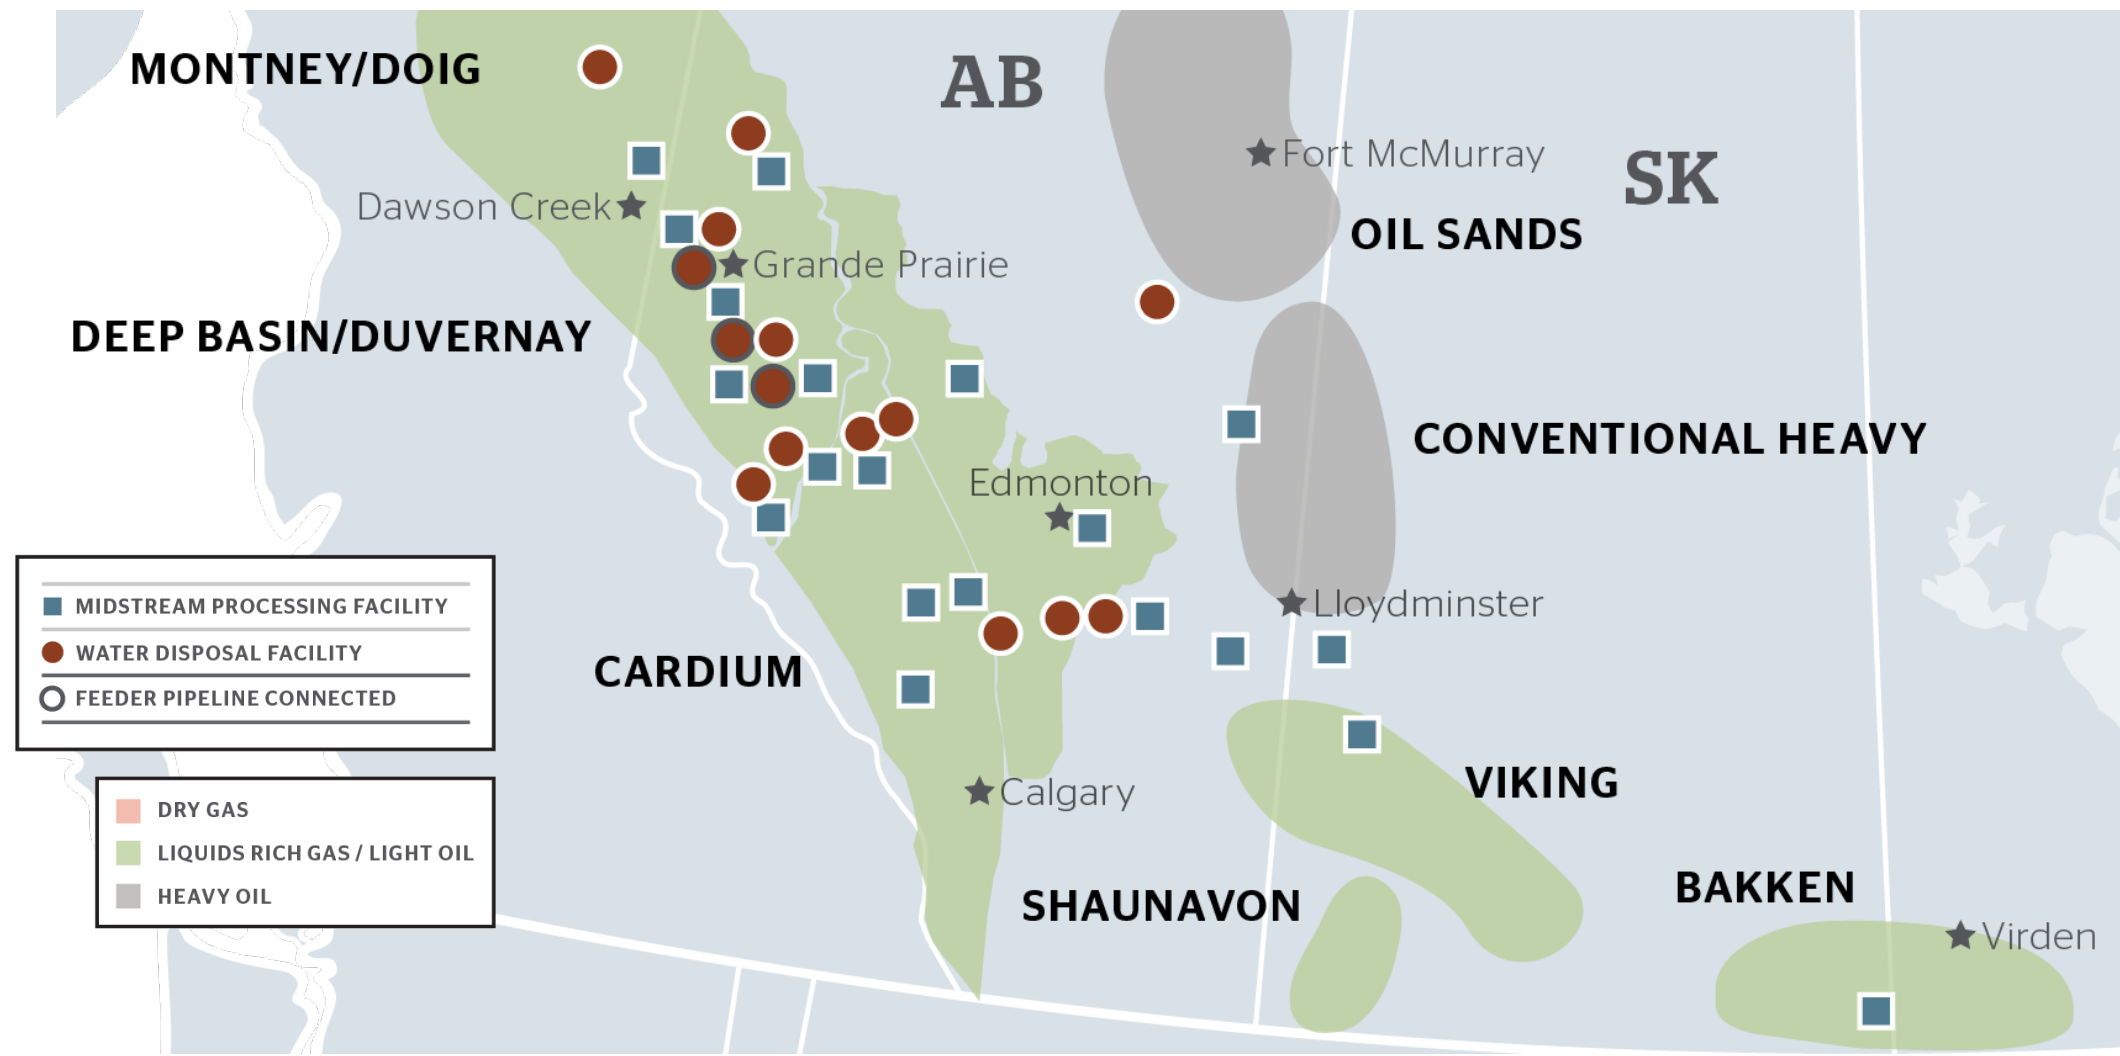 MONTNEY/DOIG
AB
Fort McMurray
SK
Dawson Creek
OIL SANDS
Grande Prairie
DEEP BASIN/DUVERNAY
CONVENTIONAL HEAVY
Edmonton
Lloydminster
MIDSTREAM PROCESSING FACILITY
WATER DISPOSAL FACILITY
FEEDER PIPELINE CONNECTED
CARDIUM
VIKING
Calgary
DRY GAS
LIQUIDS RICH GAS / LIGHT OIL
HEAVY OIL
SHAUNAVON
BAKKEN
Virden